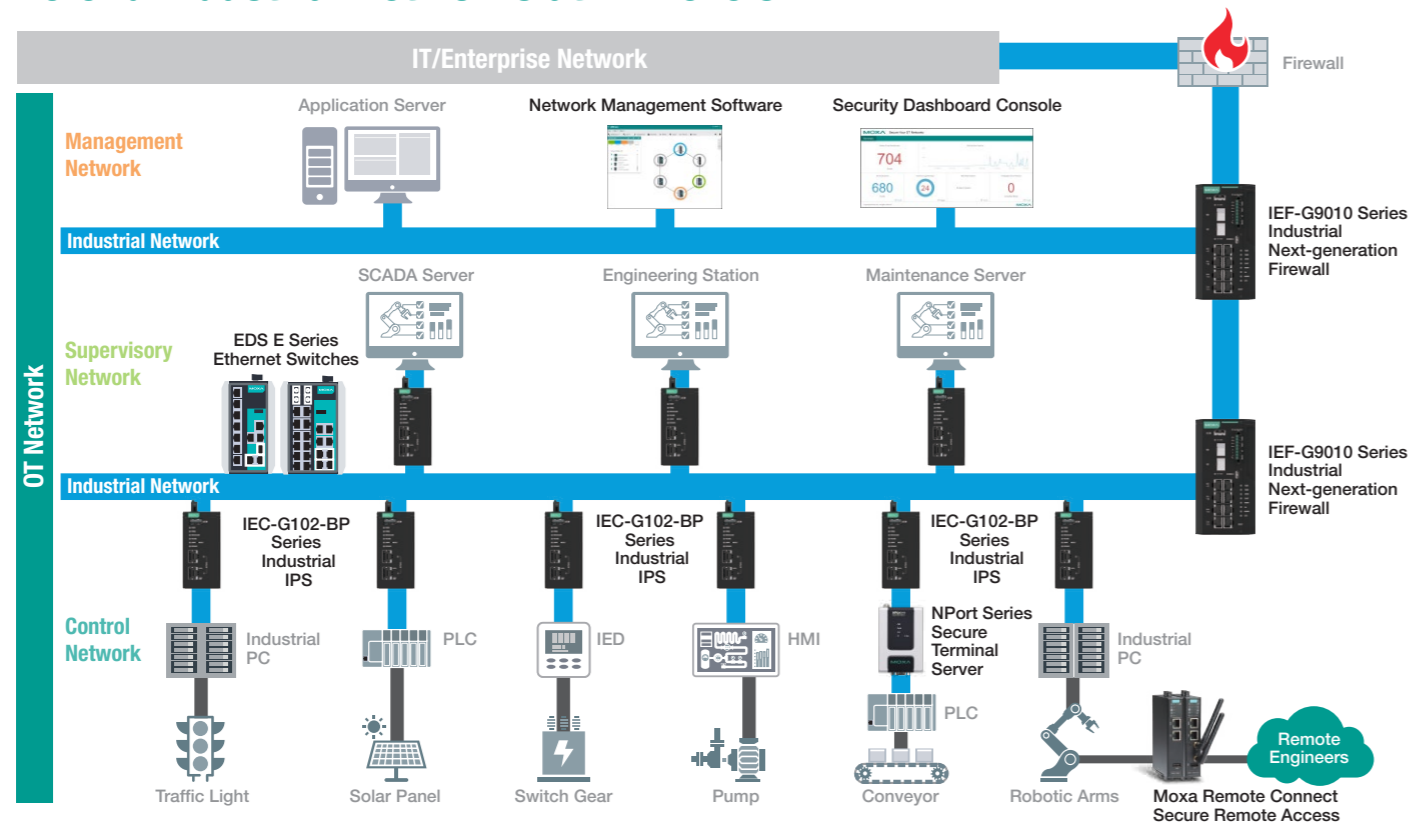 IT/Enterprise Network
Firewall
OT Network
Management
Network
Application Server
Network Management Software
Security Dashboard Console
MOXA
704
680
24
0
MOXA
Industrial Network
IEF-G9010 Series
Industrial
Next-generation
Firewall
Supervisory
Network
SCADA Server
Engineering Station
Maintenance Server
EDS E Series
Ethernet Switches
Industrial Network
IEF-G9010 Series
Industrial
Next-generation
Firewall
IEC-G102-BP
Series
Industrial
IPS
IEC-G102-BP
Series
Industrial
IPS
IEC-G102-BP
Series
Industrial
IPS
Control
Network
Industrial
PC
PLC
IED
HMI
NPort Series
Secure
Terminal
Server
MOXA
Industrial
PC
PLC
Remote
Engineers
Traffic Light
Solar Panel
Switch Gear
Pump
Conveyor
Robotic Arms
Moxa Remote Connect
Secure Remote Access